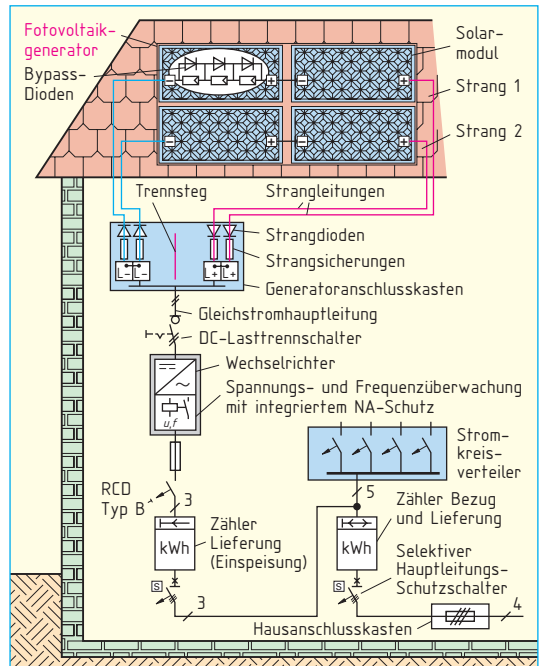 Fotovoltaik-
generator
Bypass-
Dioden
Solar-
modul
Strang 1
Strang 2
− + − +
− + − +
Trennsteg
Strangleitungen
Strangdioden
Strangsicherungen
L− L− L+ L+
Generatoranschlusskasten
Gleichstromhauptleitung
DC-Lasttrennschalter
Wechselrichter
Spannungs- und Frequenzüberwachung
mit integriertem NA-Schutz
u,f
Strom-
kreis-
verteiler
RCD
Typ B
3
5
Zähler
Lieferung
(Einspeisung)
kWh
Zähler Bezug
und Lieferung
kWh
Selektiver
Hauptleitungs-
Schutzschalter
S
S
3
4
Hausanschlusskasten